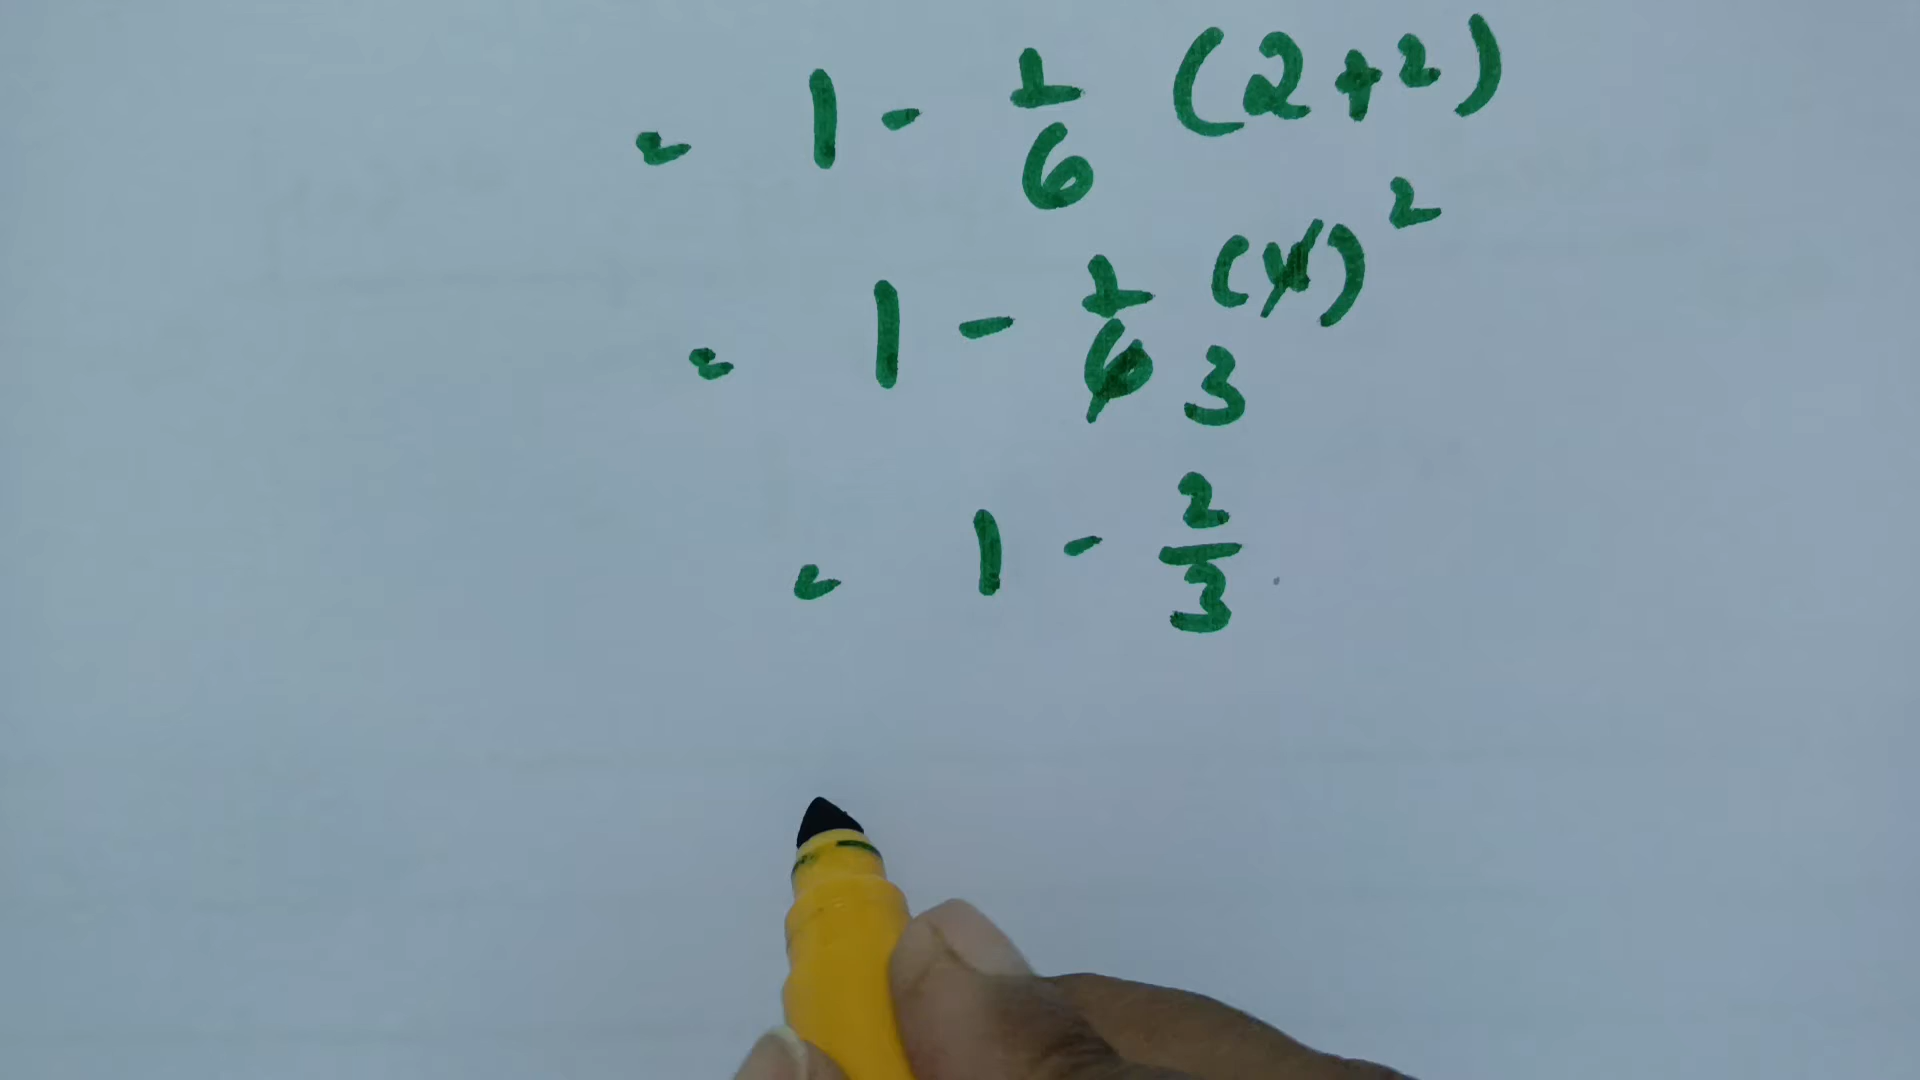 = 1 - 1/6 (2+2)
= 1 - 1/6 3 (4) 2
= 1 - 2/3